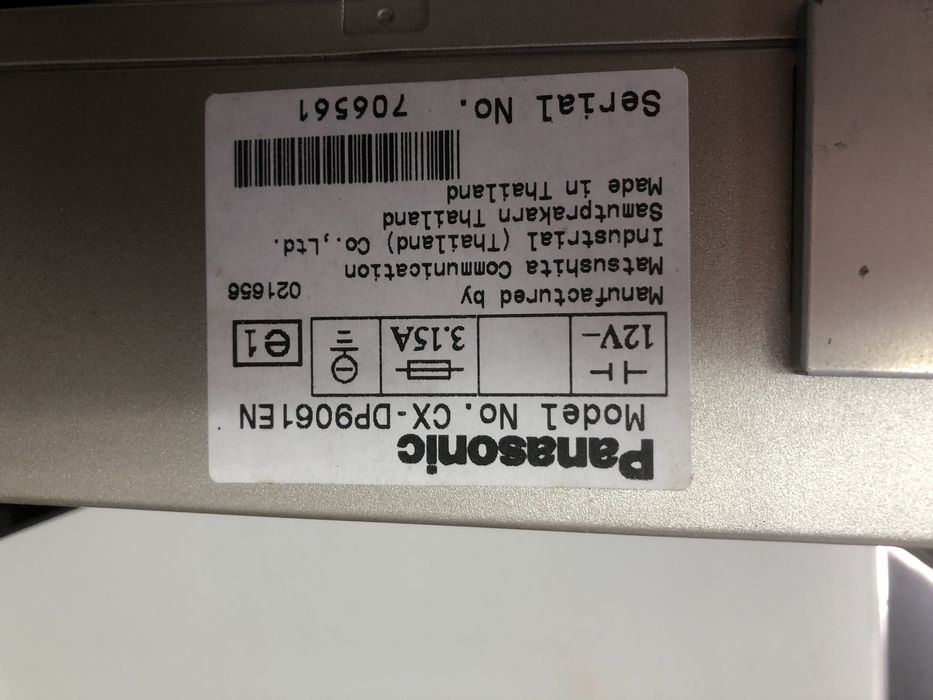 Panasonic
Model No. CX-DP9061EN
12V⎓
3.15A
e1
021656
Manufactured by
Matsushita Communication
Industrial (Thailand) Co.,Ltd.
Samutprakarn Thailand
Made in Thailand
Serial No. 706561